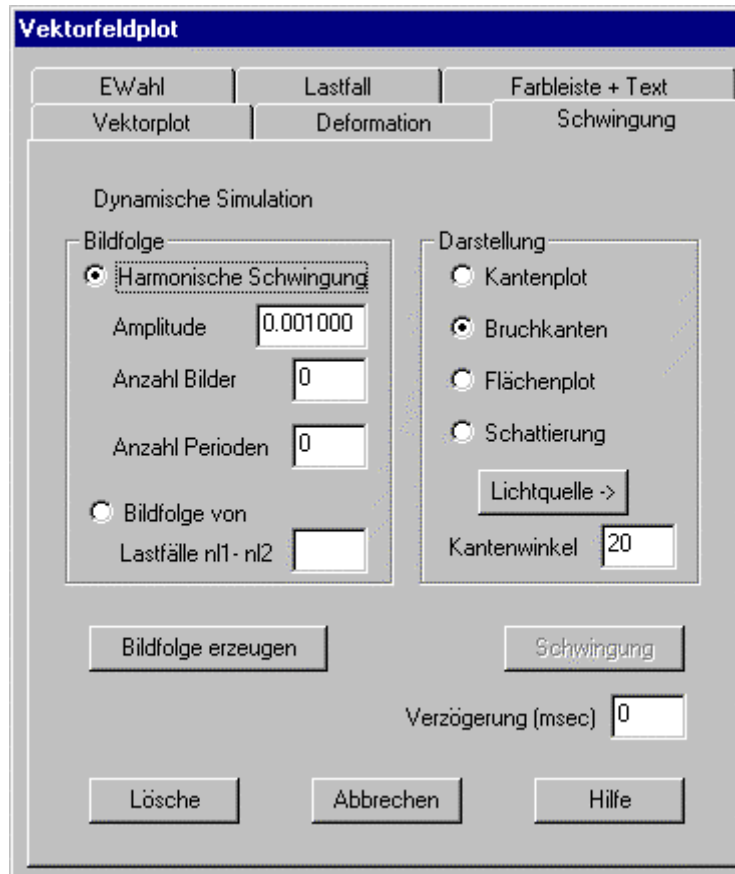 Vektorfeldplot
EWahl
Lastfall
Farbleiste + Text
Vektorplot
Deformation
Schwingung
Dynamische Simulation
Bildfolge
Harmonische Schwingung
Amplitude 0.001000
Anzahl Bilder 0
Anzahl Perioden 0
Bildfolge von
Lastfälle nl1- nl2
Darstellung
Kantenplot
Bruchkanten
Flächenplot
Schattierung
Lichtquelle ->
Kantenwinkel 20
Bildfolge erzeugen
Schwingung
Verzögerung (msec) 0
Lösche
Abbrechen
Hilfe